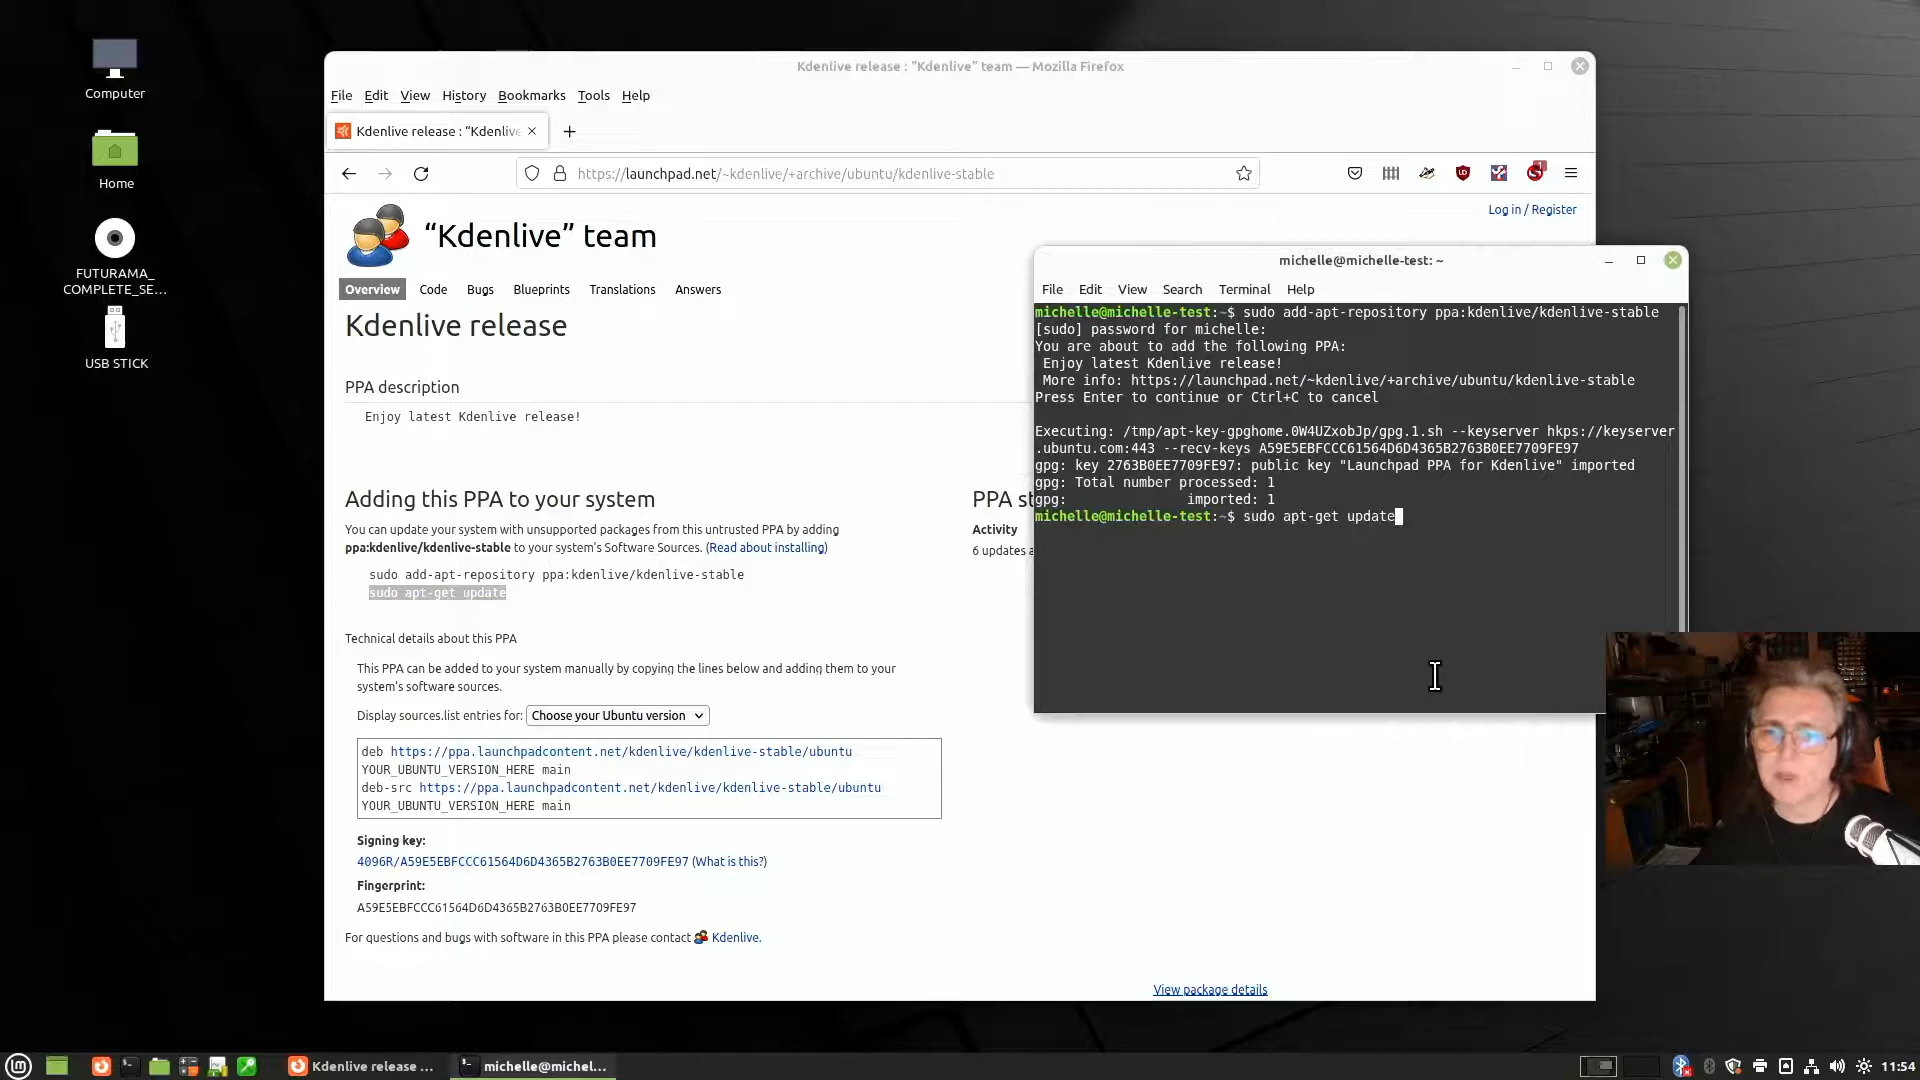 Computer
Home
FUTURAMA_
COMPLETE_SE...
USB STICK
Kdenlive release : “Kdenlive” team — Mozilla Firefox
File Edit View History Bookmarks Tools Help
Kdenlive release : “Kdenlive
https://launchpad.net/~kdenlive/+archive/ubuntu/kdenlive-stable
1
Log in / Register
“Kdenlive” team
Overview Code Bugs Blueprints Translations Answers
Kdenlive release
PPA description
Enjoy latest Kdenlive release!
Adding this PPA to your system
You can update your system with unsupported packages from this untrusted PPA by adding
ppa:kdenlive/kdenlive-stable to your system's Software Sources. (Read about installing)
sudo add-apt-repository ppa:kdenlive/kdenlive-stable
sudo apt-get update
Technical details about this PPA
This PPA can be added to your system manually by copying the lines below and adding them to your
system's software sources.
Display sources.list entries for: Choose your Ubuntu version
deb https://ppa.launchpadcontent.net/kdenlive/kdenlive-stable/ubuntu
YOUR_UBUNTU_VERSION_HERE main
deb-src https://ppa.launchpadcontent.net/kdenlive/kdenlive-stable/ubuntu
YOUR_UBUNTU_VERSION_HERE main
Signing key:
4096R/A59E5EBFCCC61564D6D4365B2763B0EE7709FE97 (What is this?)
Fingerprint:
A59E5EBFCCC61564D6D4365B2763B0EE7709FE97
For questions and bugs with software in this PPA please contact Kdenlive.
PPA st
Activity
6 updates a
View package details
michelle@michelle-test: ~
File Edit View Search Terminal Help
michelle@michelle-test:~$ sudo add-apt-repository ppa:kdenlive/kdenlive-stable
[sudo] password for michelle:
You are about to add the following PPA:
Enjoy latest Kdenlive release!
More info: https://launchpad.net/~kdenlive/+archive/ubuntu/kdenlive-stable
Press Enter to continue or Ctrl+C to cancel
Executing: /tmp/apt-key-gpghome.0W4UZxobJp/gpg.1.sh --keyserver hkps://keyserver
.ubuntu.com:443 --recv-keys A59E5EBFCCC61564D6D4365B2763B0EE7709FE97
gpg: key 2763B0EE7709FE97: public key "Launchpad PPA for Kdenlive" imported
gpg: Total number processed: 1
gpg: imported: 1
michelle@michelle-test:~$ sudo apt-get update
Kdenlive release ...
michelle@michel...
11:54